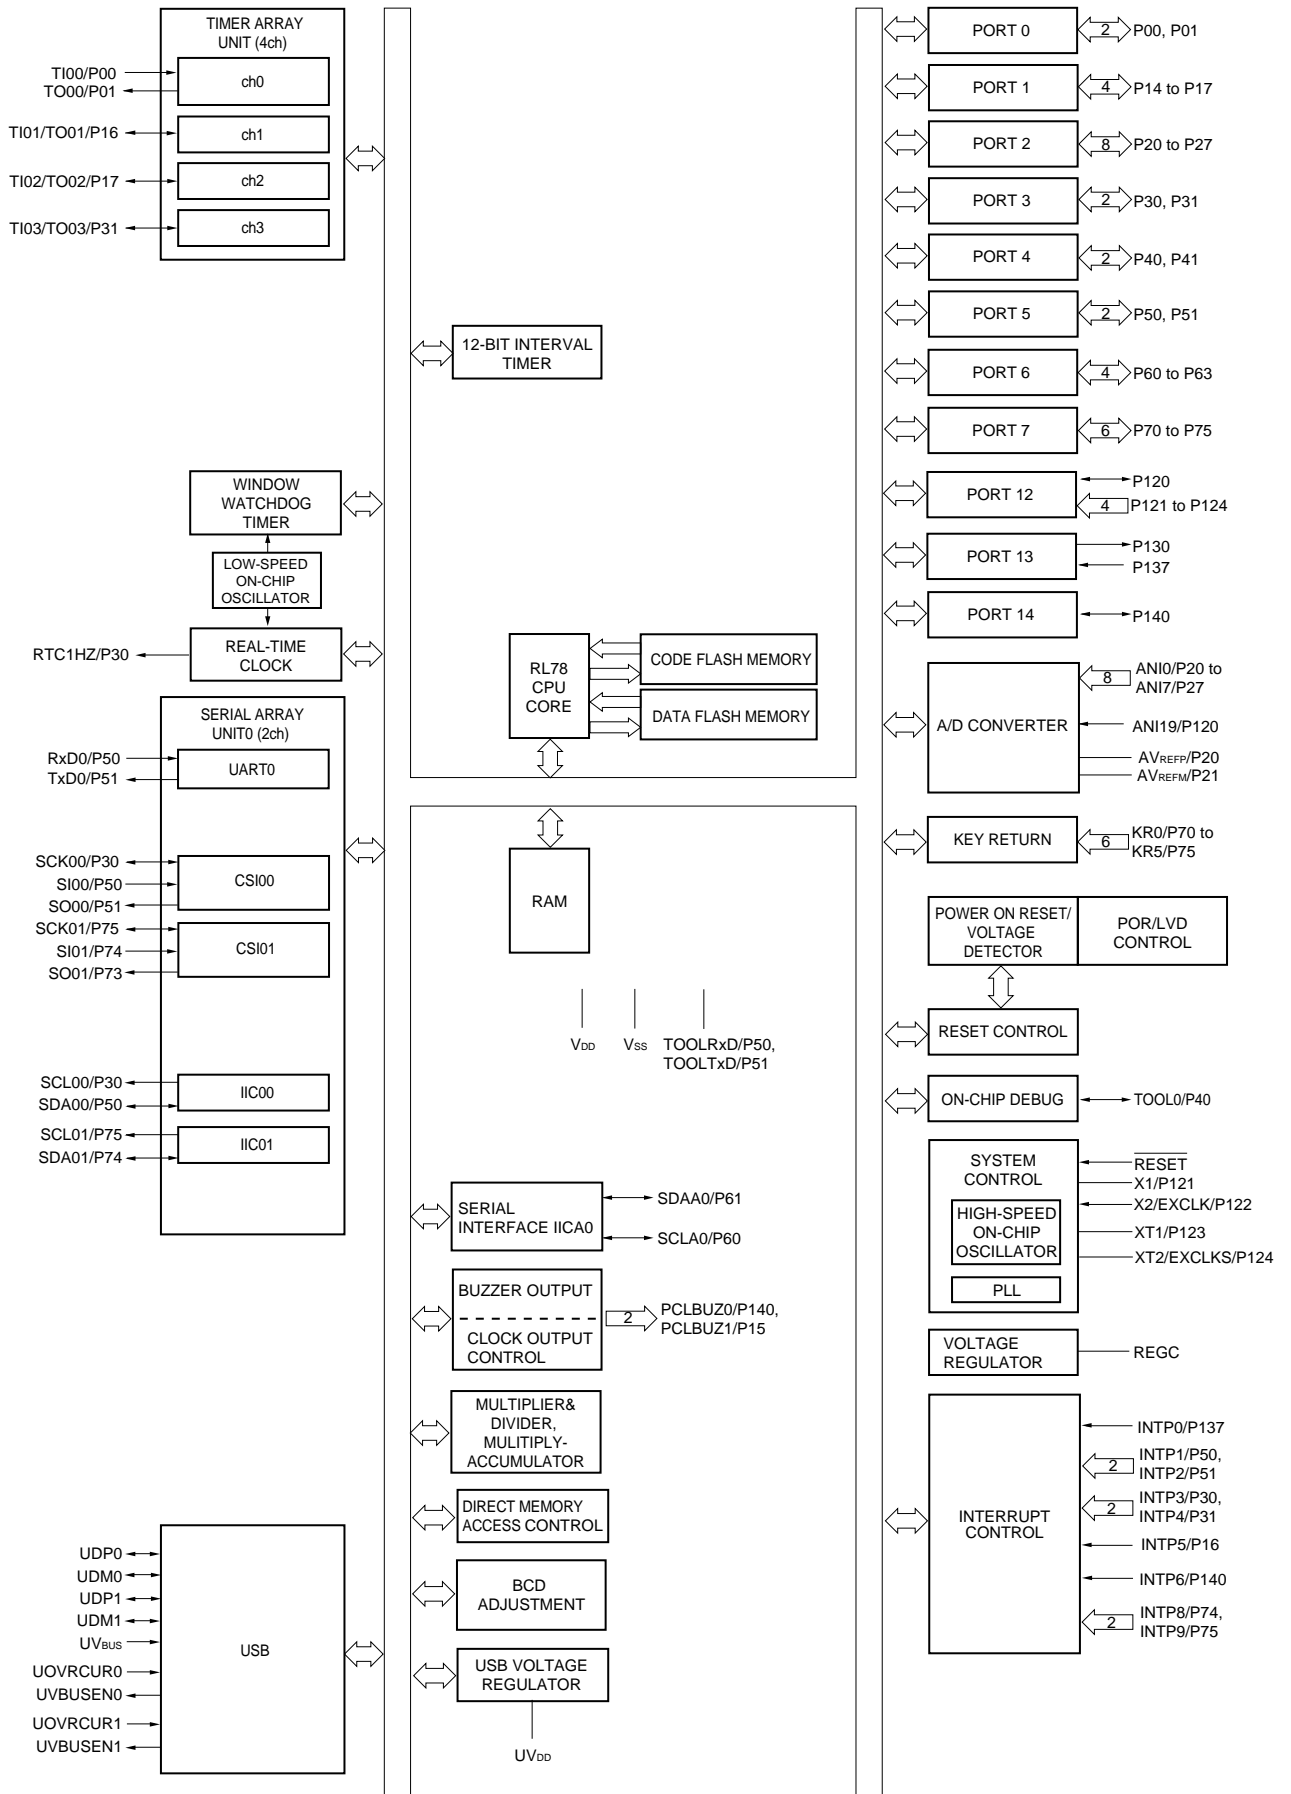 TIMER ARRAY
UNIT (4ch)
TI00/P00
TO00/P01
ch0
TI01/TO01/P16
ch1
TI02/TO02/P17
ch2
TI03/TO03/P31
ch3
12-BIT INTERVAL
TIMER
WINDOW
WATCHDOG
TIMER
LOW-SPEED
ON-CHIP
OSCILLATOR
RTC1HZ/P30
REAL-TIME
CLOCK
SERIAL ARRAY
UNIT0 (2ch)
RxD0/P50
TxD0/P51
UART0
SCK00/P30
SI00/P50
SO00/P51
CSI00
SCK01/P75
SI01/P74
SO01/P73
CSI01
SCL00/P30
SDA00/P50
IIC00
SCL01/P75
SDA01/P74
IIC01
UDP0
UDM0
UDP1
UDM1
UVBUS
UOVRCUR0
UVBUSEN0
UOVRCUR1
UVBUSEN1
USB
RL78
CPU
CORE
CODE FLASH MEMORY
DATA FLASH MEMORY
RAM
VDD
VSS
TOOLRxD/P50,
TOOLTxD/P51
SERIAL
INTERFACE IICA0
SDAA0/P61
SCLA0/P60
BUZZER OUTPUT
CLOCK OUTPUT
CONTROL
2
PCLBUZ0/P140,
PCLBUZ1/P15
MULTIPLIER&
DIVIDER,
MULITIPLY-
ACCUMULATOR
DIRECT MEMORY
ACCESS CONTROL
BCD
ADJUSTMENT
USB VOLTAGE
REGULATOR
UVDD
PORT 0
2
P00, P01
PORT 1
4
P14 to P17
PORT 2
8
P20 to P27
PORT 3
2
P30, P31
PORT 4
2
P40, P41
PORT 5
2
P50, P51
PORT 6
4
P60 to P63
PORT 7
6
P70 to P75
PORT 12
P120
4
P121 to P124
PORT 13
P130
P137
PORT 14
P140
A/D CONVERTER
8
ANI0/P20 to
ANI7/P27
ANI19/P120
AVREFP/P20
AVREFM/P21
KEY RETURN
6
KR0/P70 to
KR5/P75
POWER ON RESET/
VOLTAGE
DETECTOR
POR/LVD
CONTROL
RESET CONTROL
ON-CHIP DEBUG
TOOL0/P40
SYSTEM
CONTROL
HIGH-SPEED
ON-CHIP
OSCILLATOR
PLL
RESET
X1/P121
X2/EXCLK/P122
XT1/P123
XT2/EXCLKS/P124
VOLTAGE
REGULATOR
REGC
INTERRUPT
CONTROL
INTP0/P137
2
INTP1/P50,
INTP2/P51
2
INTP3/P30,
INTP4/P31
INTP5/P16
INTP6/P140
2
INTP8/P74,
INTP9/P75